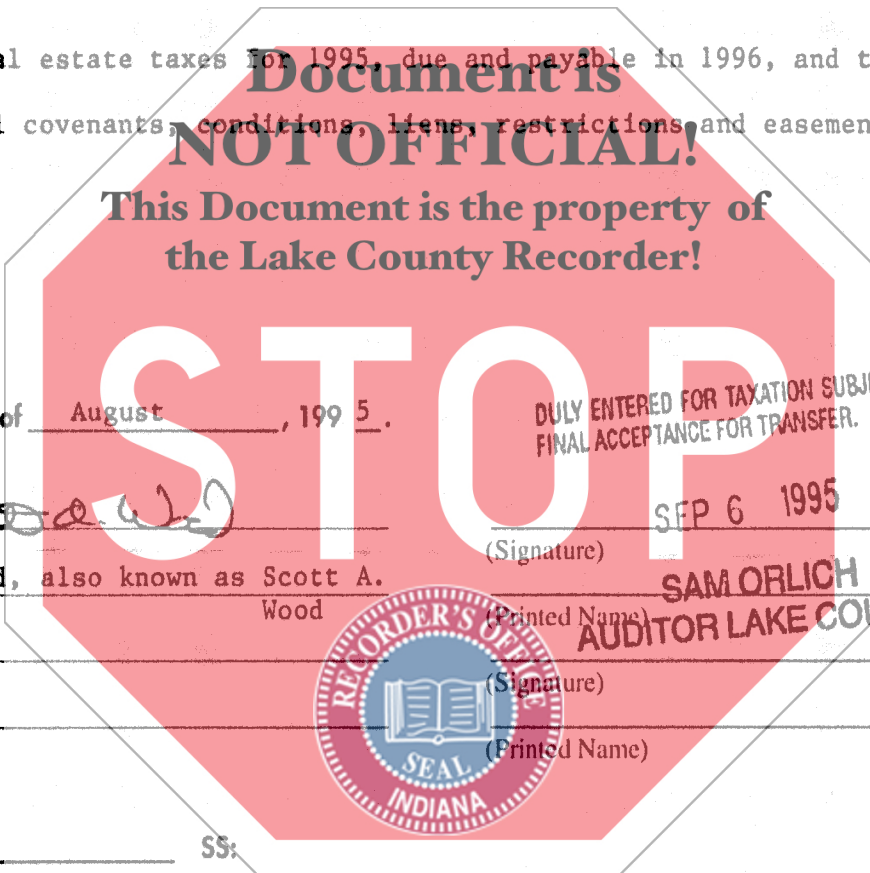 al estate taxes for 1995, due and payable in 1996, and t
Document is
l covenants, conditions, liens, restrictions and easemen
NOT OFFICIAL!
This Document is the property of
the Lake County Recorder!
STOP
of August , 199 5.
DULY ENTERED FOR TAXATION SUBJ
FINAL ACCEPTANCE FOR TRANSFER.
SEP 6 1995
(Signature)
d, also known as Scott A.
Wood
SAM ORLICH
(Printed Name)
AUDITOR LAKE COU
RECORDER'S OFFICE
(Signature)
(Printed Name)
SEAL
INDIANA
SS: